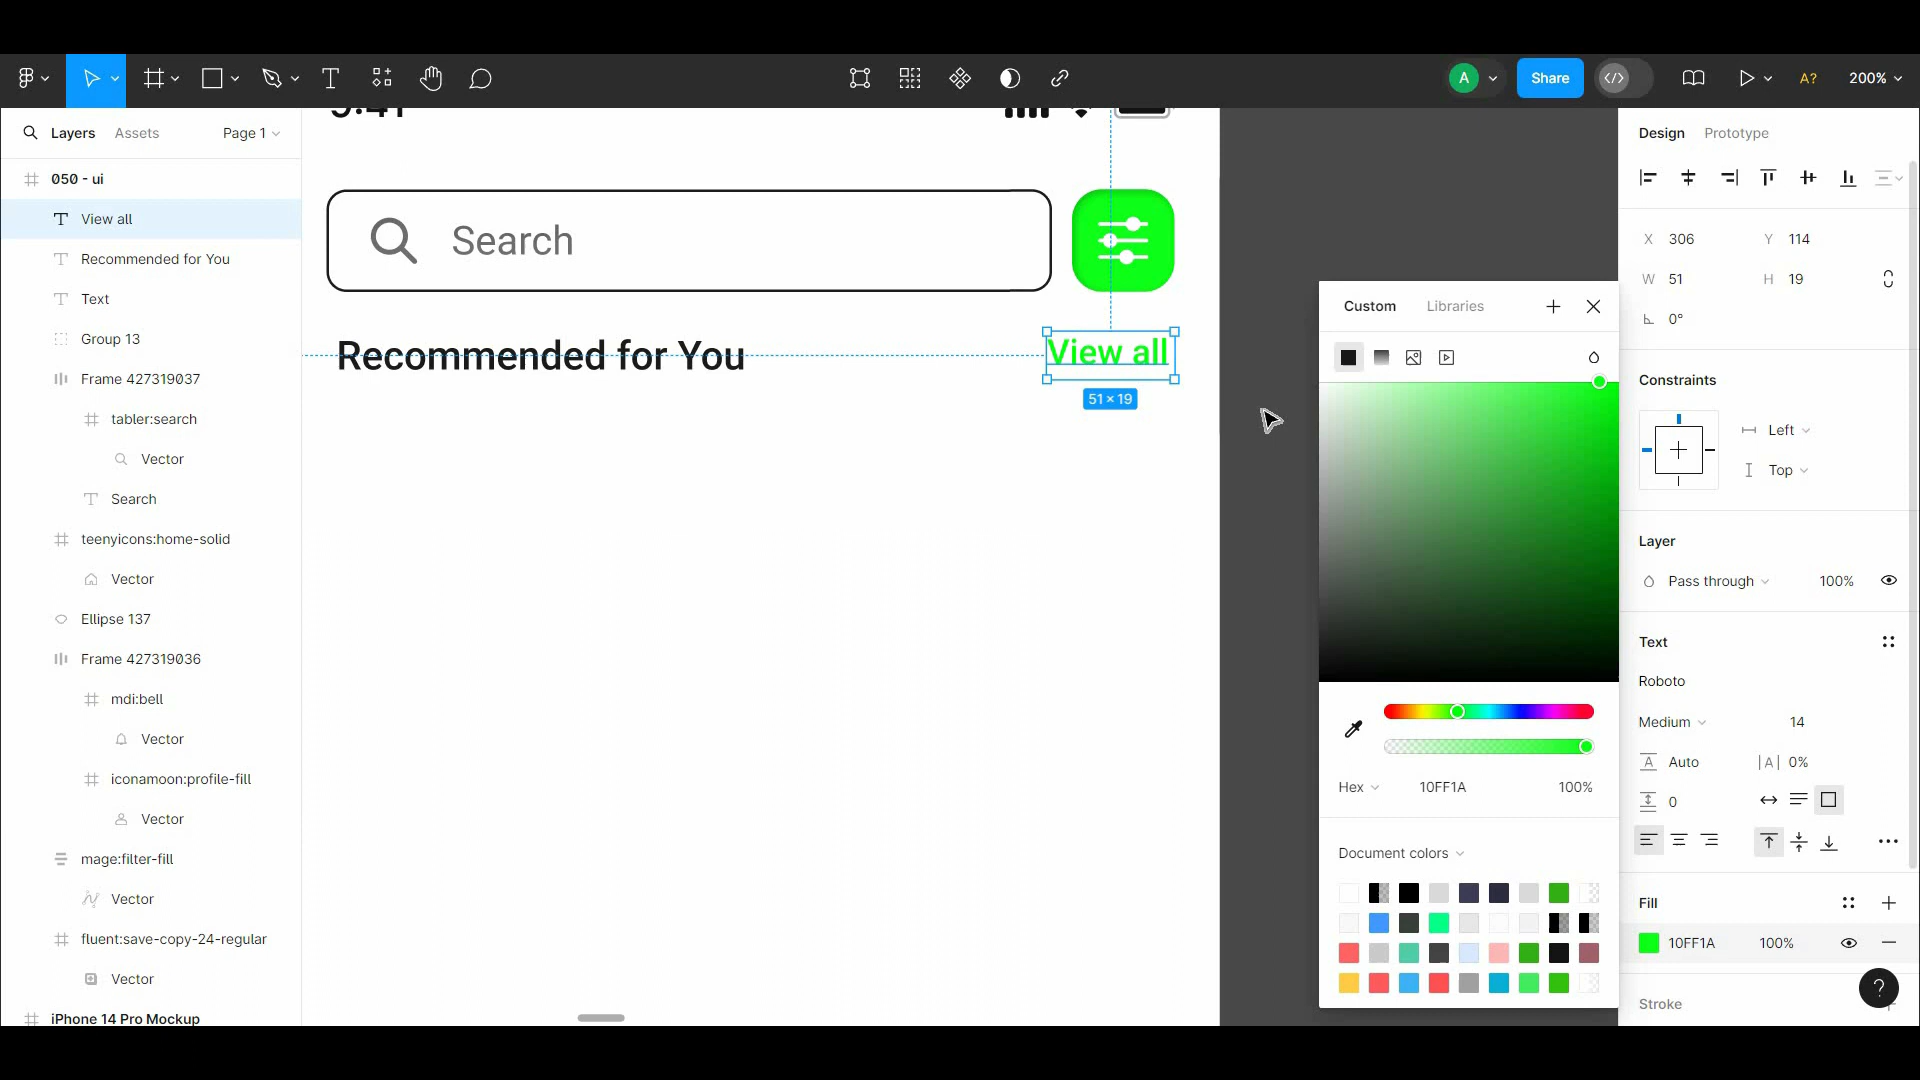 A
Share
A?
200%
Layers
Assets
Page 1
Design
Prototype
9:41
050 - ui
View all
Recommended for You
Text
Group 13
Frame 427319037
tabler:search
Vector
Search
teenyicons:home-solid
Vector
Ellipse 137
Frame 427319036
mdi:bell
Vector
iconamoon:profile-fill
Vector
mage:filter-fill
Vector
fluent:save-copy-24-regular
Vector
iPhone 14 Pro Mockup
Search
Recommended for You
View all
51 × 19
Custom
Libraries
Hex
10FF1A
100%
Document colors
X 306
Y 114
W 51
H 19
0°
Constraints
Left
Top
Layer
Pass through
100%
Text
Roboto
Medium
14
A Auto
|A| 0%
0
Fill
10FF1A
100%
?
Stroke